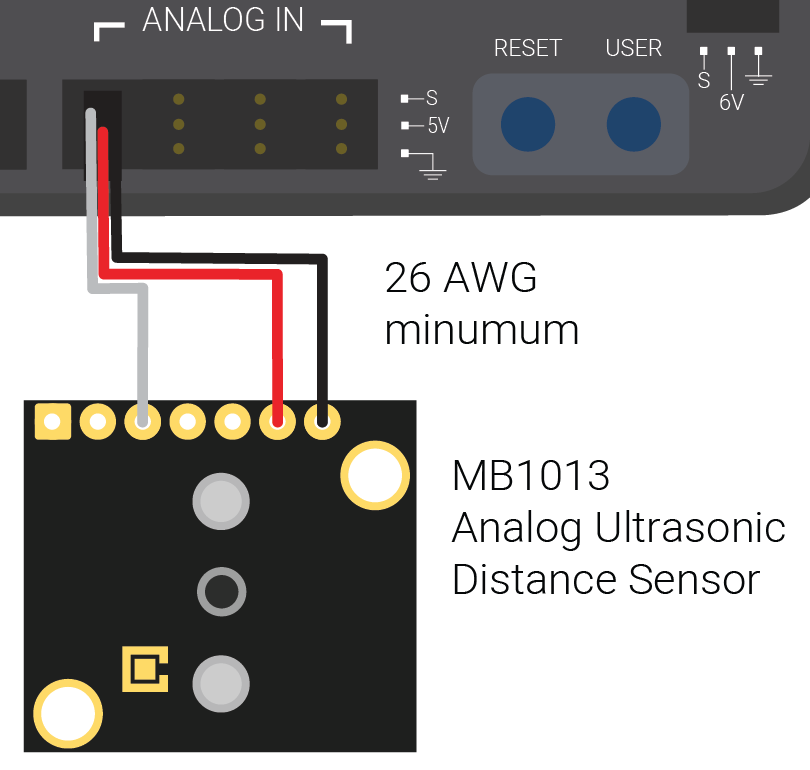 ANALOG IN
RESET
USER
S
5V
S
6V
26 AWG
minumum
MB1013
Analog Ultrasonic
Distance Sensor